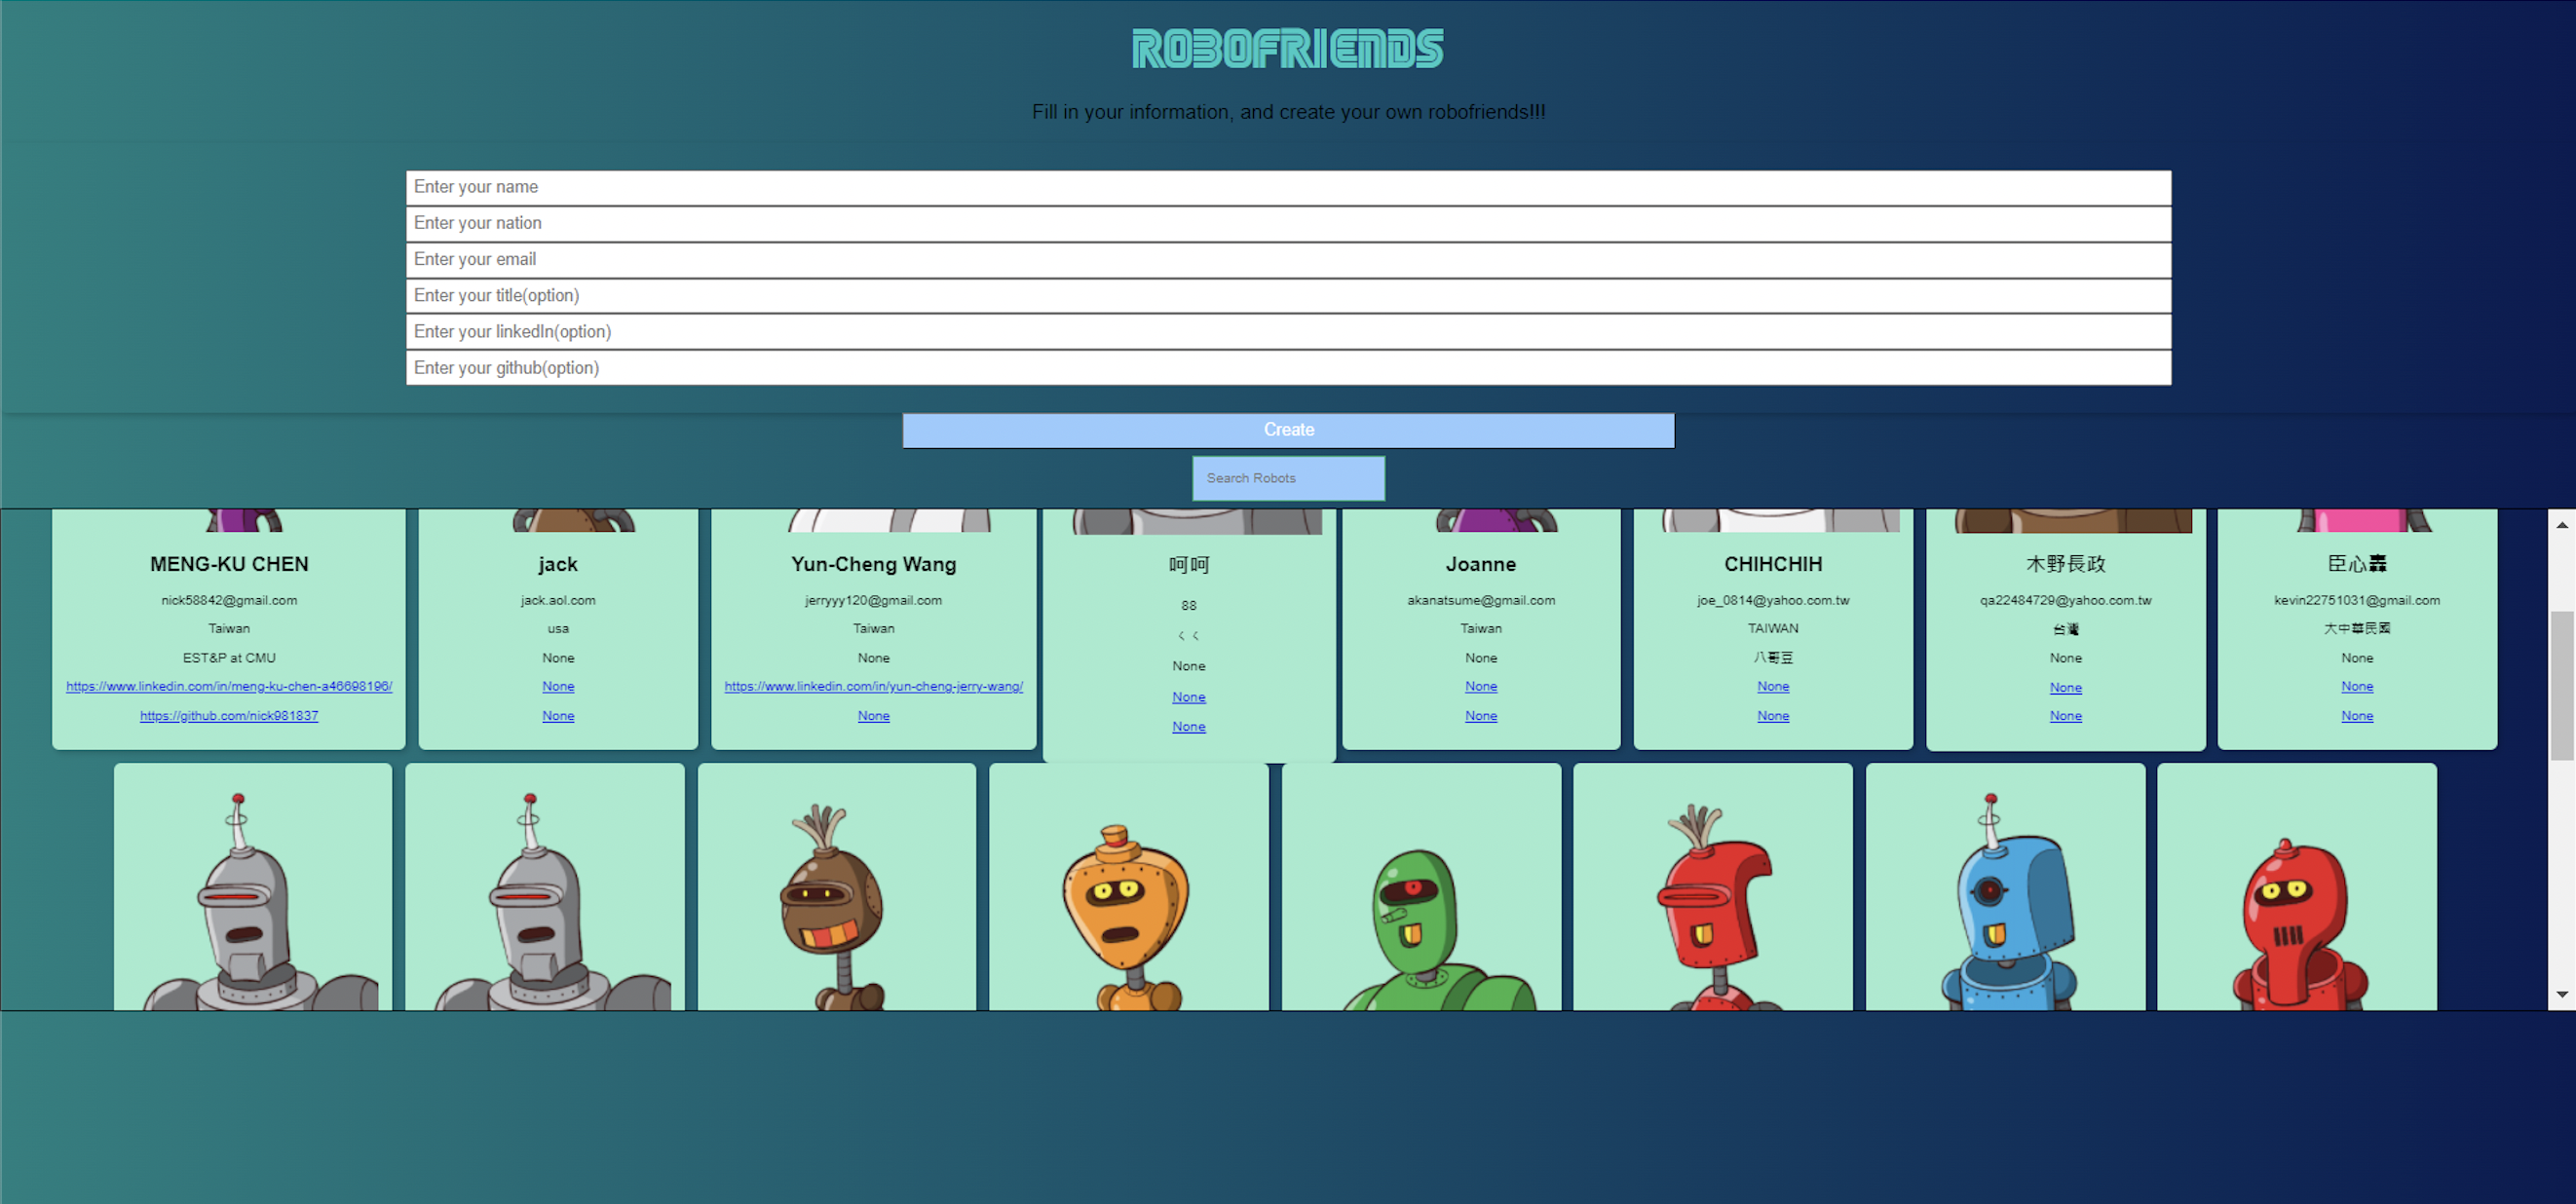 ROBOFRIENDS
Fill in your information, and create your own robofriends!!!
Enter your name
Enter your nation
Enter your email
Enter your title(option)
Enter your linkedIn(option)
Enter your github(option)
Create
Search Robots
MENG-KU CHEN
nick58842@gmail.com
Taiwan
EST&P at CMU
https://www.linkedin.com/in/meng-ku-chen-a46698196/
https://github.com/nick981837
jack
jack.aol.com
usa
None
None
None
Yun-Cheng Wang
jerryyy120@gmail.com
Taiwan
None
https://www.linkedin.com/in/yun-cheng-jerry-wang/
None
呵呵
88
ㄑㄑ
None
None
None
Joanne
akanatsume@gmail.com
Taiwan
None
None
None
CHIHCHIH
joe_0814@yahoo.com.tw
TAIWAN
八哥豆
None
None
木野長政
qa22484729@yahoo.com.tw
台灣
None
None
None
臣心轟
kevin22751031@gmail.com
大中華民國
None
None
None